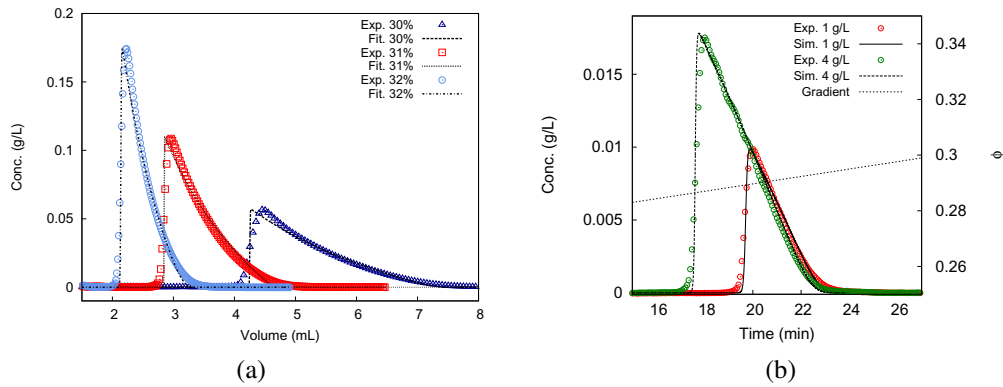 0.2
0.15
0.1
0.05
0
Conc. (g/L)
Exp. 30%
Fit. 30%
Exp. 31%
Fit. 31%
Exp. 32%
Fit. 32%
2 3 4 5 6 7 8
Volume (mL)
(a)
0.015
0.01
0.005
0
Conc. (g/L)
Exp. 1 g/L
Sim. 1 g/L
Exp. 4 g/L
Sim. 4 g/L
Gradient
0.34
0.32
0.3
0.28
0.26
ϕ
16 18 20 22 24 26
Time (min)
(b)